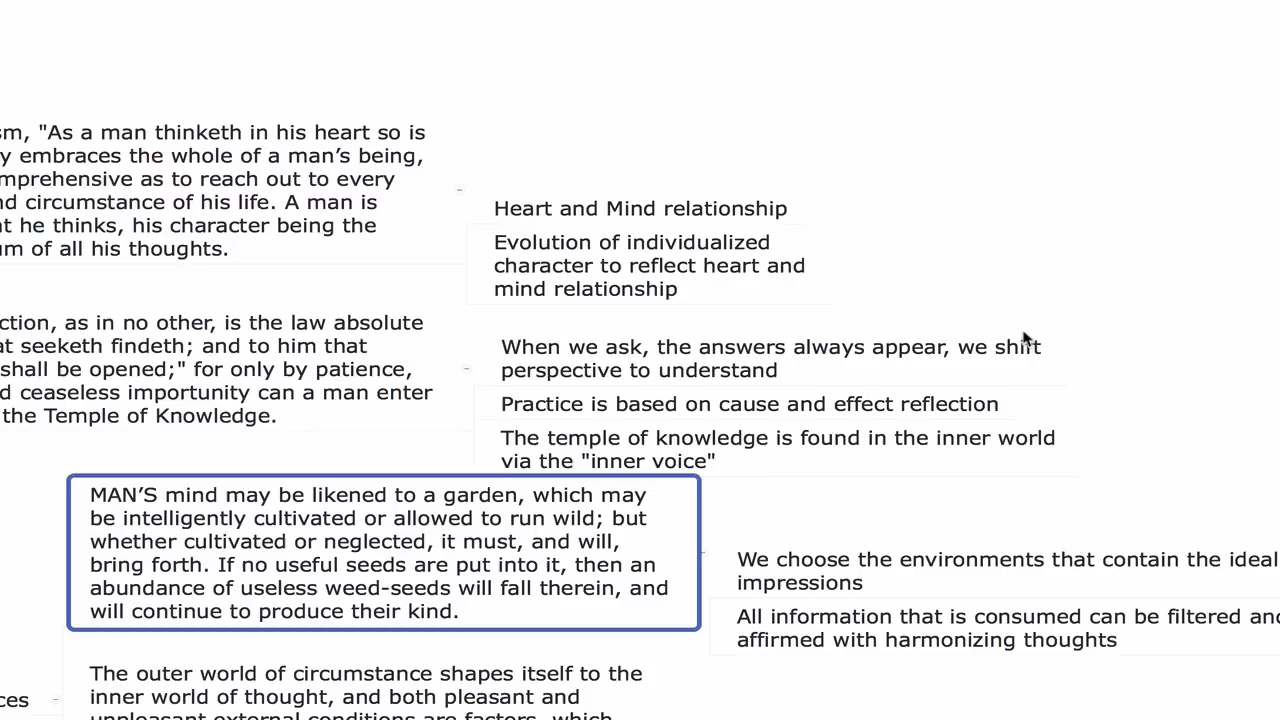 sm, "As a man thinketh in his heart so is
y embraces the whole of a man’s being,
mprehensive as to reach out to every
nd circumstance of his life. A man is
at he thinks, his character being the
um of all his thoughts.
Heart and Mind relationship
Evolution of individualized
character to reflect heart and
mind relationship
ction, as in no other, is the law absolute
at seeketh findeth; and to him that
shall be opened;" for only by patience,
d ceaseless importunity can a man enter
the Temple of Knowledge.
When we ask, the answers always appear, we shift
perspective to understand
Practice is based on cause and effect reflection
The temple of knowledge is found in the inner world
via the "inner voice"
MAN’S mind may be likened to a garden, which may
be intelligently cultivated or allowed to run wild; but
whether cultivated or neglected, it must, and will,
bring forth. If no useful seeds are put into it, then an
abundance of useless weed-seeds will fall therein, and
will continue to produce their kind.
We choose the environments that contain the ideal
impressions
All information that is consumed can be filtered and
affirmed with harmonizing thoughts
The outer world of circumstance shapes itself to the
inner world of thought, and both pleasant and
unpleasant external conditions are factors, which
ces